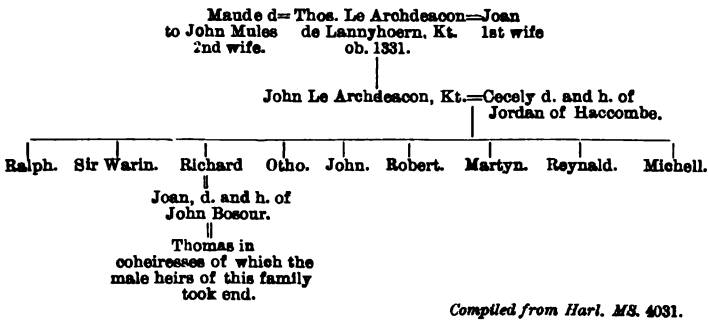 Maude d= Thos. Le Archdeacon=Joan
to John Mules de Lannyhoern, Kt. 1st wife
2nd wife. ob. 1331.
John Le Archdeacon, Kt.=Cecely d. and h. of
Jordan of Haccombe.
Ralph. Sir Warin. Richard Otho. John. Robert. Martyn. Reynald. Michell.
Joan, d. and h. of
John Bosour.
Thomas in
coheiresses of which the
male heirs of this family
took end.
Compiled from Harl. MS. 4031.